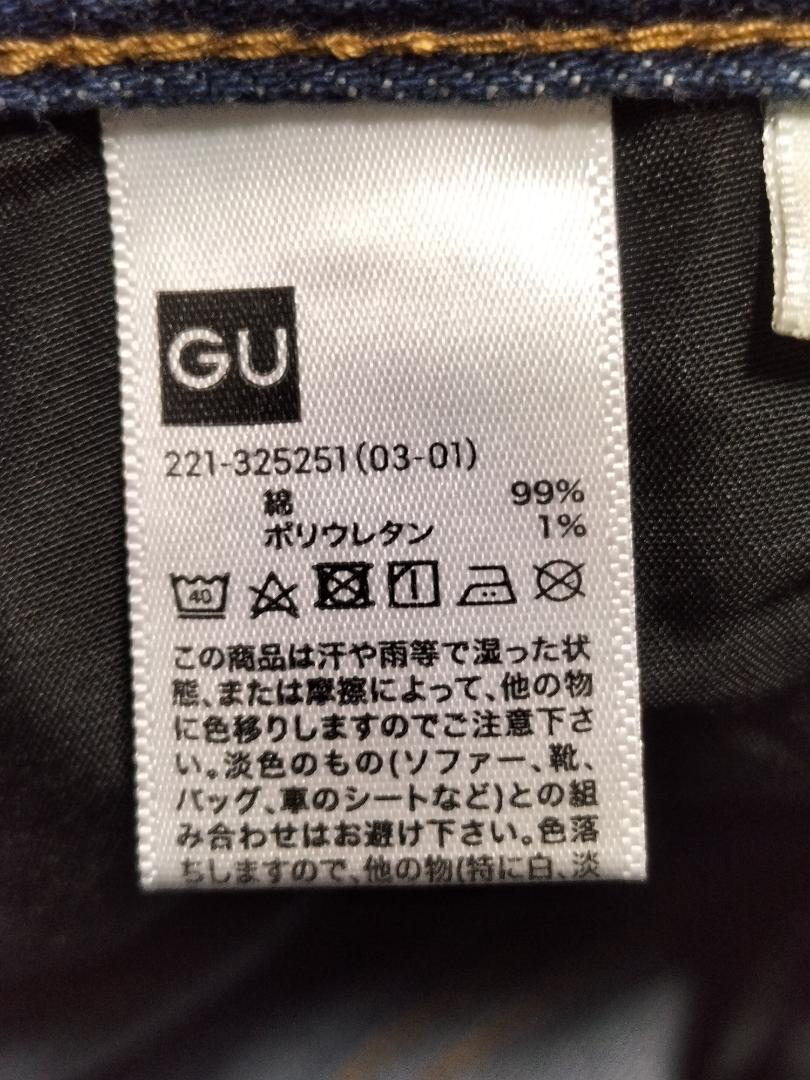 GU
221-325251(03-01)
綿 99%
ポリウレタン 1%
40
この商品は汗や雨等で湿った状
態、または摩擦によって、他の物
に色移りしますのでご注意下さ
い。淡色のもの(ソファー、靴、
バッグ、車のシートなど)との組
み合わせはお避け下さい。色落
ちしますので、他の物(特に白、淡